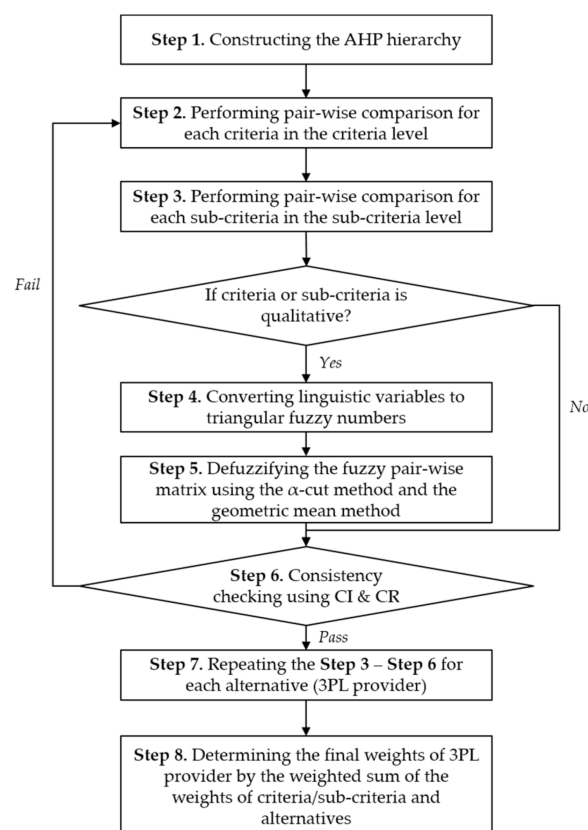 Step 1. Constructing the AHP hierarchy
Step 2. Performing pair-wise comparison for
each criteria in the criteria level
Step 3. Performing pair-wise comparison for
each sub-criteria in the sub-criteria level
Fail
If criteria or sub-criteria is
qualitative?
Yes
Step 4. Converting linguistic variables to
triangular fuzzy numbers
No
Step 5. Defuzzifying the fuzzy pair-wise
matrix using the α-cut method and the
geometric mean method
Step 6. Consistency
checking using CI & CR
Pass
Step 7. Repeating the Step 3 – Step 6 for
each alternative (3PL provider)
Step 8. Determining the final weights of 3PL
provider by the weighted sum of the
weights of criteria/sub-criteria and
alternatives